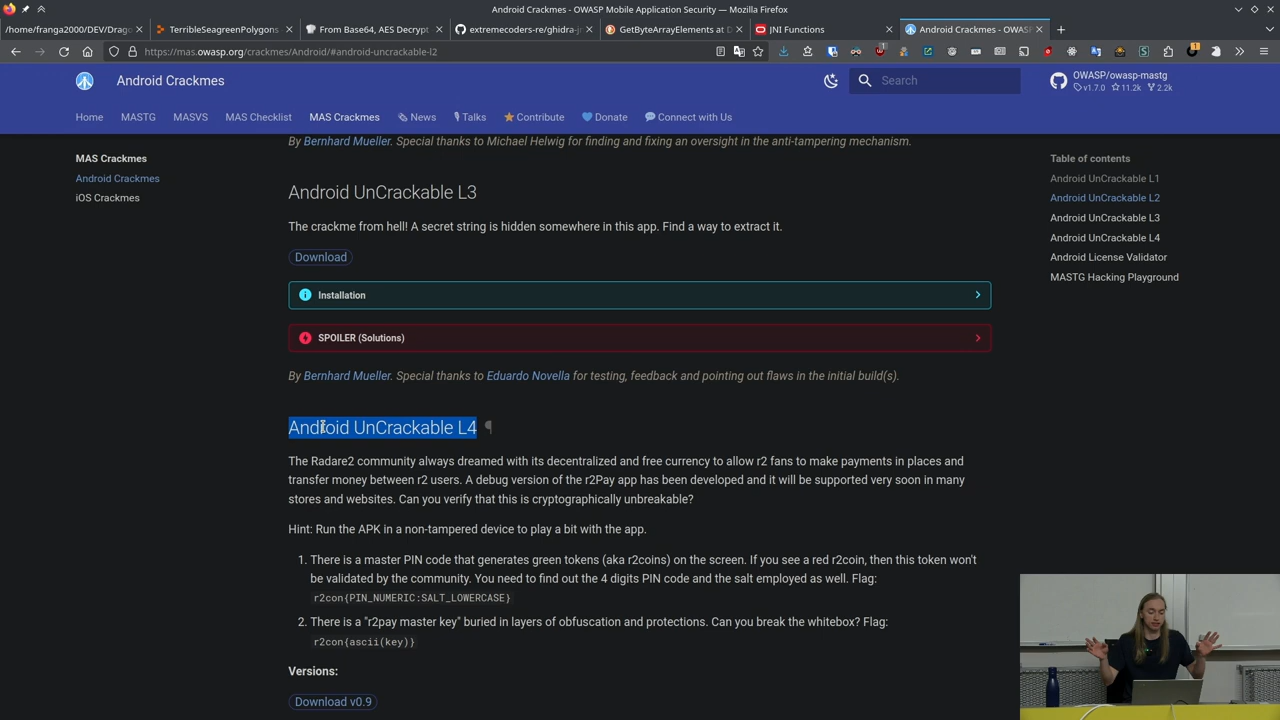 Android Crackmes - OWASP Mobile Application Security — Mozilla Firefox
/home/franga2000/DEV/Drago
TerribleSeagreenPolygons
From Base64, AES Decrypt
extremecoders-re/ghidra-jn
GetByteArrayElements at D
JNI Functions
Android Crackmes - OWASP
https://mas.owasp.org/crackmes/Android/#android-uncrackable-l2
Android Crackmes
Search
OWASP/owasp-mastg
v1.7.0 11.2k 2.2k
Home MASTG MASVS MAS Checklist MAS Crackmes News Talks Contribute Donate Connect with Us
By Bernhard Mueller. Special thanks to Michael Helwig for finding and fixing an oversight in the anti-tampering mechanism.
MAS Crackmes
Android Crackmes
iOS Crackmes
Android UnCrackable L3
The crackme from hell! A secret string is hidden somewhere in this app. Find a way to extract it.
Download
Installation
SPOILER (Solutions)
By Bernhard Mueller. Special thanks to Eduardo Novella for testing, feedback and pointing out flaws in the initial build(s).
Android UnCrackable L4 ¶
The Radare2 community always dreamed with its decentralized and free currency to allow r2 fans to make payments in places and
transfer money between r2 users. A debug version of the r2Pay app has been developed and it will be supported very soon in many
stores and websites. Can you verify that this is cryptographically unbreakable?
Hint: Run the APK in a non-tampered device to play a bit with the app.
1. There is a master PIN code that generates green tokens (aka r2coins) on the screen. If you see a red r2coin, then this token won't
be validated by the community. You need to find out the 4 digits PIN code and the salt employed as well. Flag:
r2con{PIN_NUMERIC:SALT_LOWERCASE}
2. There is a "r2pay master key" buried in layers of obfuscation and protections. Can you break the whitebox? Flag:
r2con{ascii(key)}
Versions:
Download v0.9
Table of contents
Android UnCrackable L1
Android UnCrackable L2
Android UnCrackable L3
Android UnCrackable L4
Android License Validator
MASTG Hacking Playground